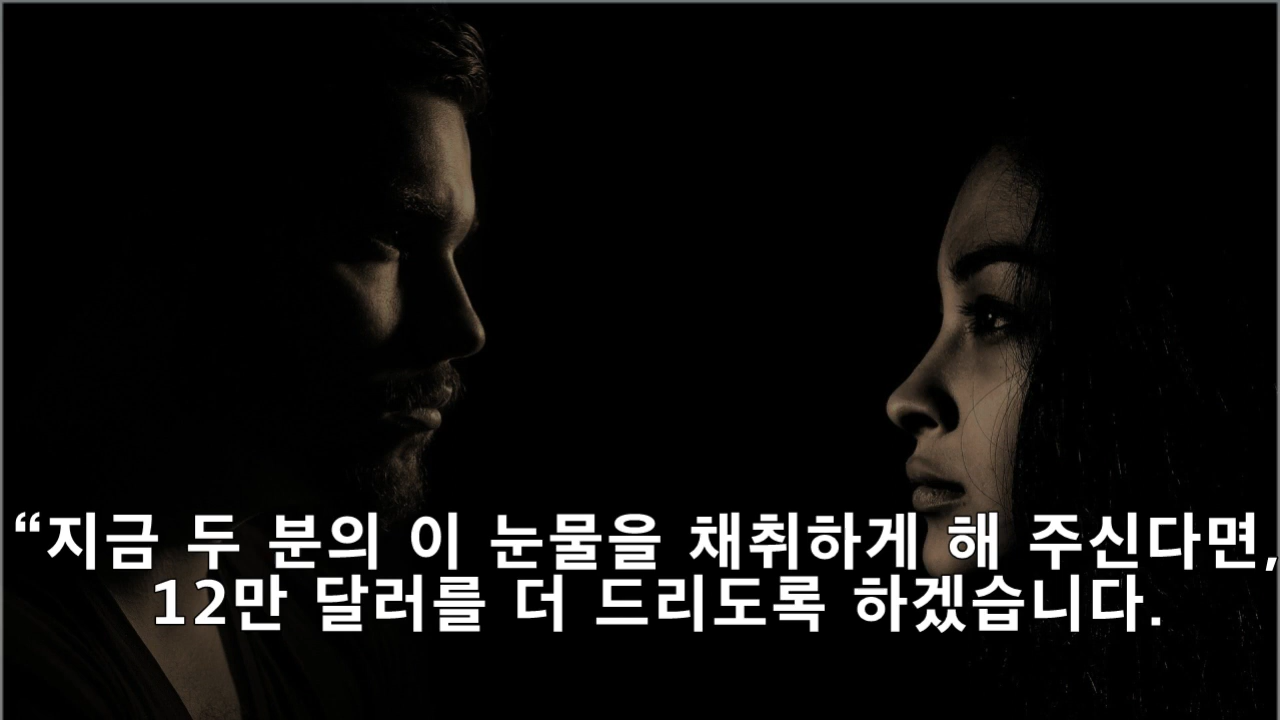 “지금 두 분의 이 눈물을 채취하게 해 주신다면,
12만 달러를 더 드리도록 하겠습니다.